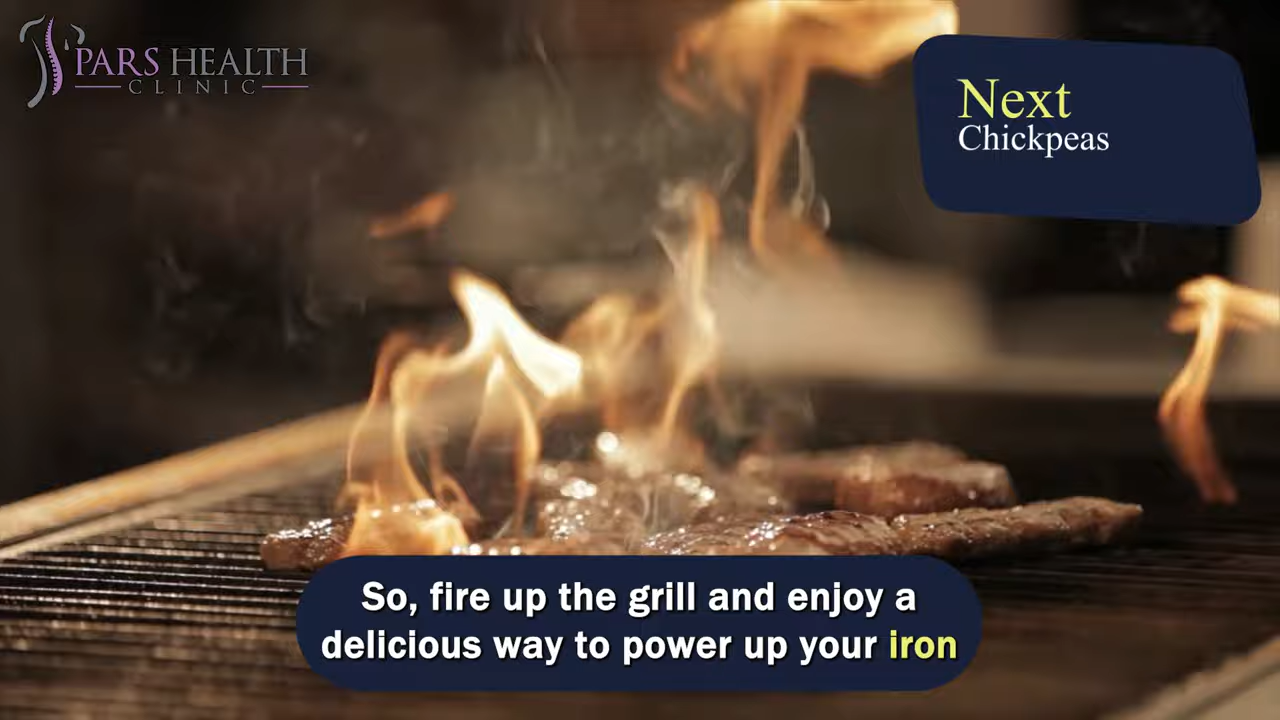 PARS HEALTH
CLINIC
Next
Chickpeas
So, fire up the grill and enjoy a
delicious way to power up your iron